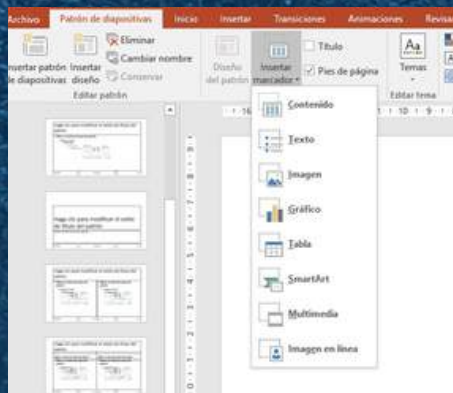 Archivo Patrón de diapositivas Inicio Insertar Transiciones Animaciones Revisar
Insertar patrón Insertar
de diapositivas diseño
Eliminar
Cambiar nombre
Conservar
Editar patrón
Diseño
del patrón
Insertar
marcador
Título
Pies de página
Temas
Editar tema
Contenido
Texto
Imagen
Gráfico
Tabla
SmartArt
Multimedia
Imagen en línea
Haga clic para modificar el estilo
de título del patrón